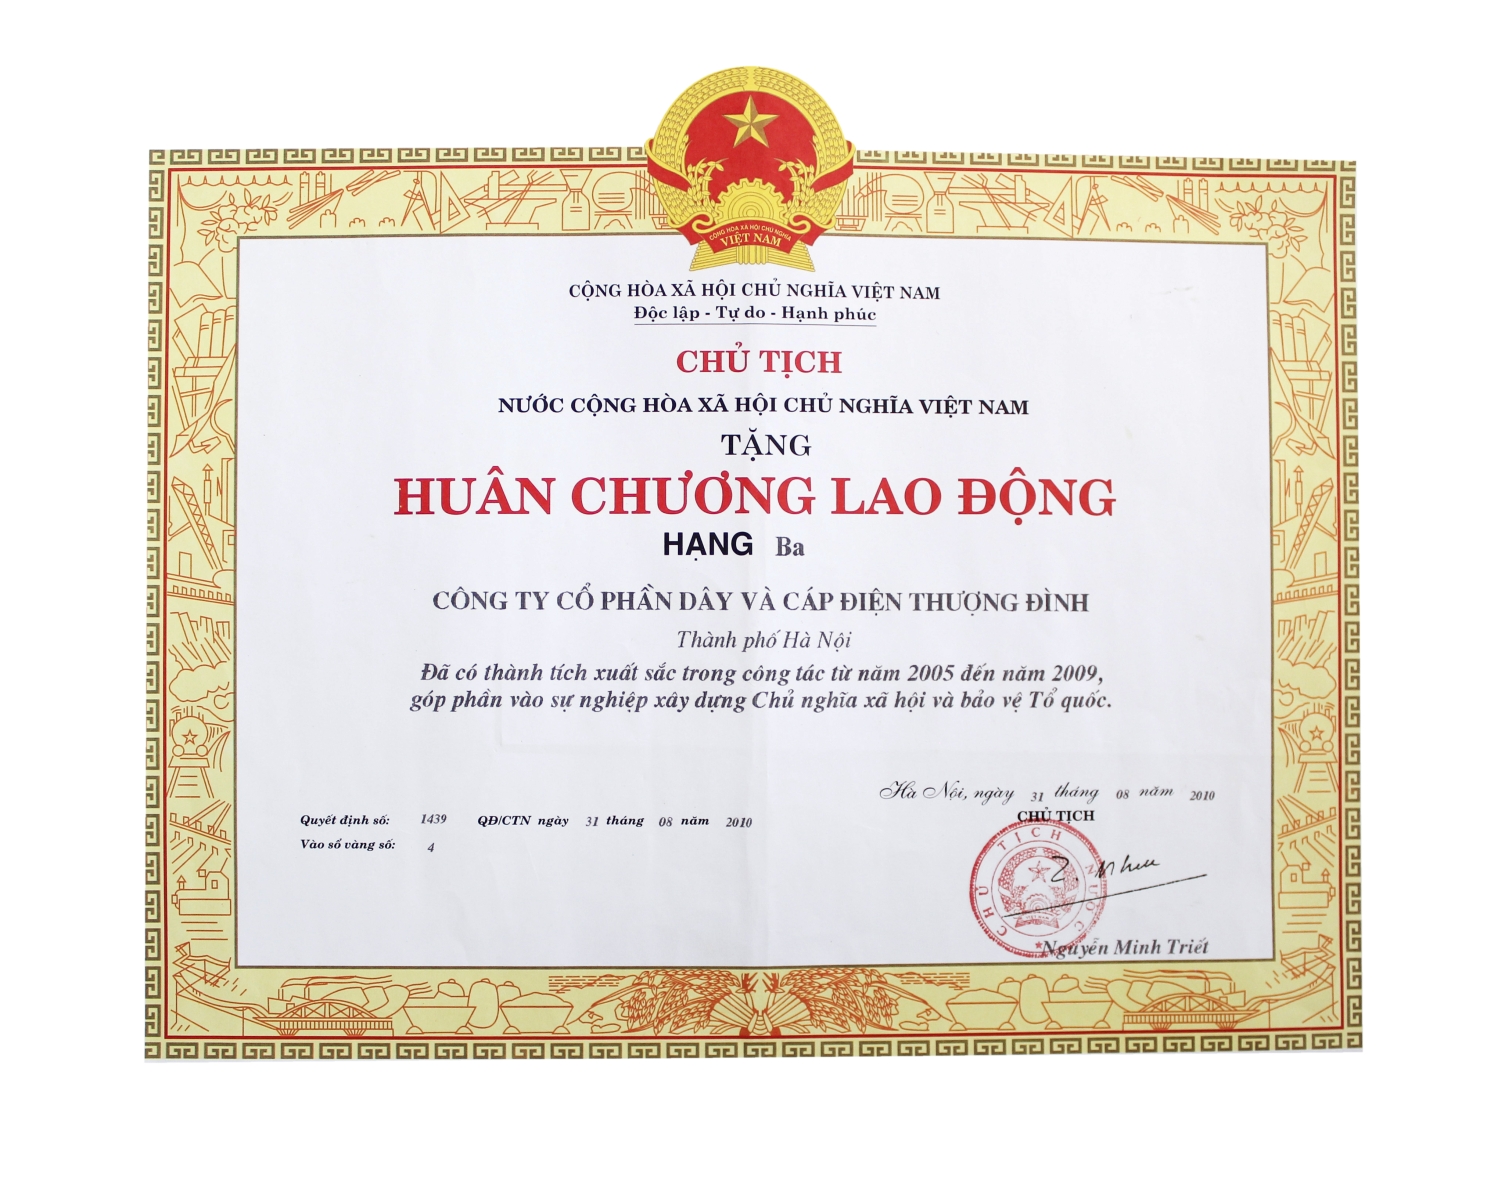 CỘNG HOÀ XÃ HỘI CHỦ NGHĨA
VIỆT NAM
CỘNG HÒA XÃ HỘI CHỦ NGHĨA VIỆT NAM
Độc lập - Tự do - Hạnh phúc
CHỦ TỊCH
NƯỚC CỘNG HÒA XÃ HỘI CHỦ NGHĨA VIỆT NAM
TẶNG
HUÂN CHƯƠNG LAO ĐỘNG
HẠNG Ba
CÔNG TY CỔ PHẦN DÂY VÀ CÁP ĐIỆN THƯỢNG ĐÌNH
Thành phố Hà Nội
Đã có thành tích xuất sắc trong công tác từ năm 2005 đến năm 2009,
góp phần vào sự nghiệp xây dựng Chủ nghĩa xã hội và bảo vệ Tổ quốc.
Hà Nội, ngày 31 tháng 08 năm 2010
CHỦ TỊCH
Quyết định số: 1439 QĐ/CTN ngày 31 tháng 08 năm 2010
Vào sổ vàng số: 4
CHỦ TỊCH NƯỚC
Nguyễn Minh Triết